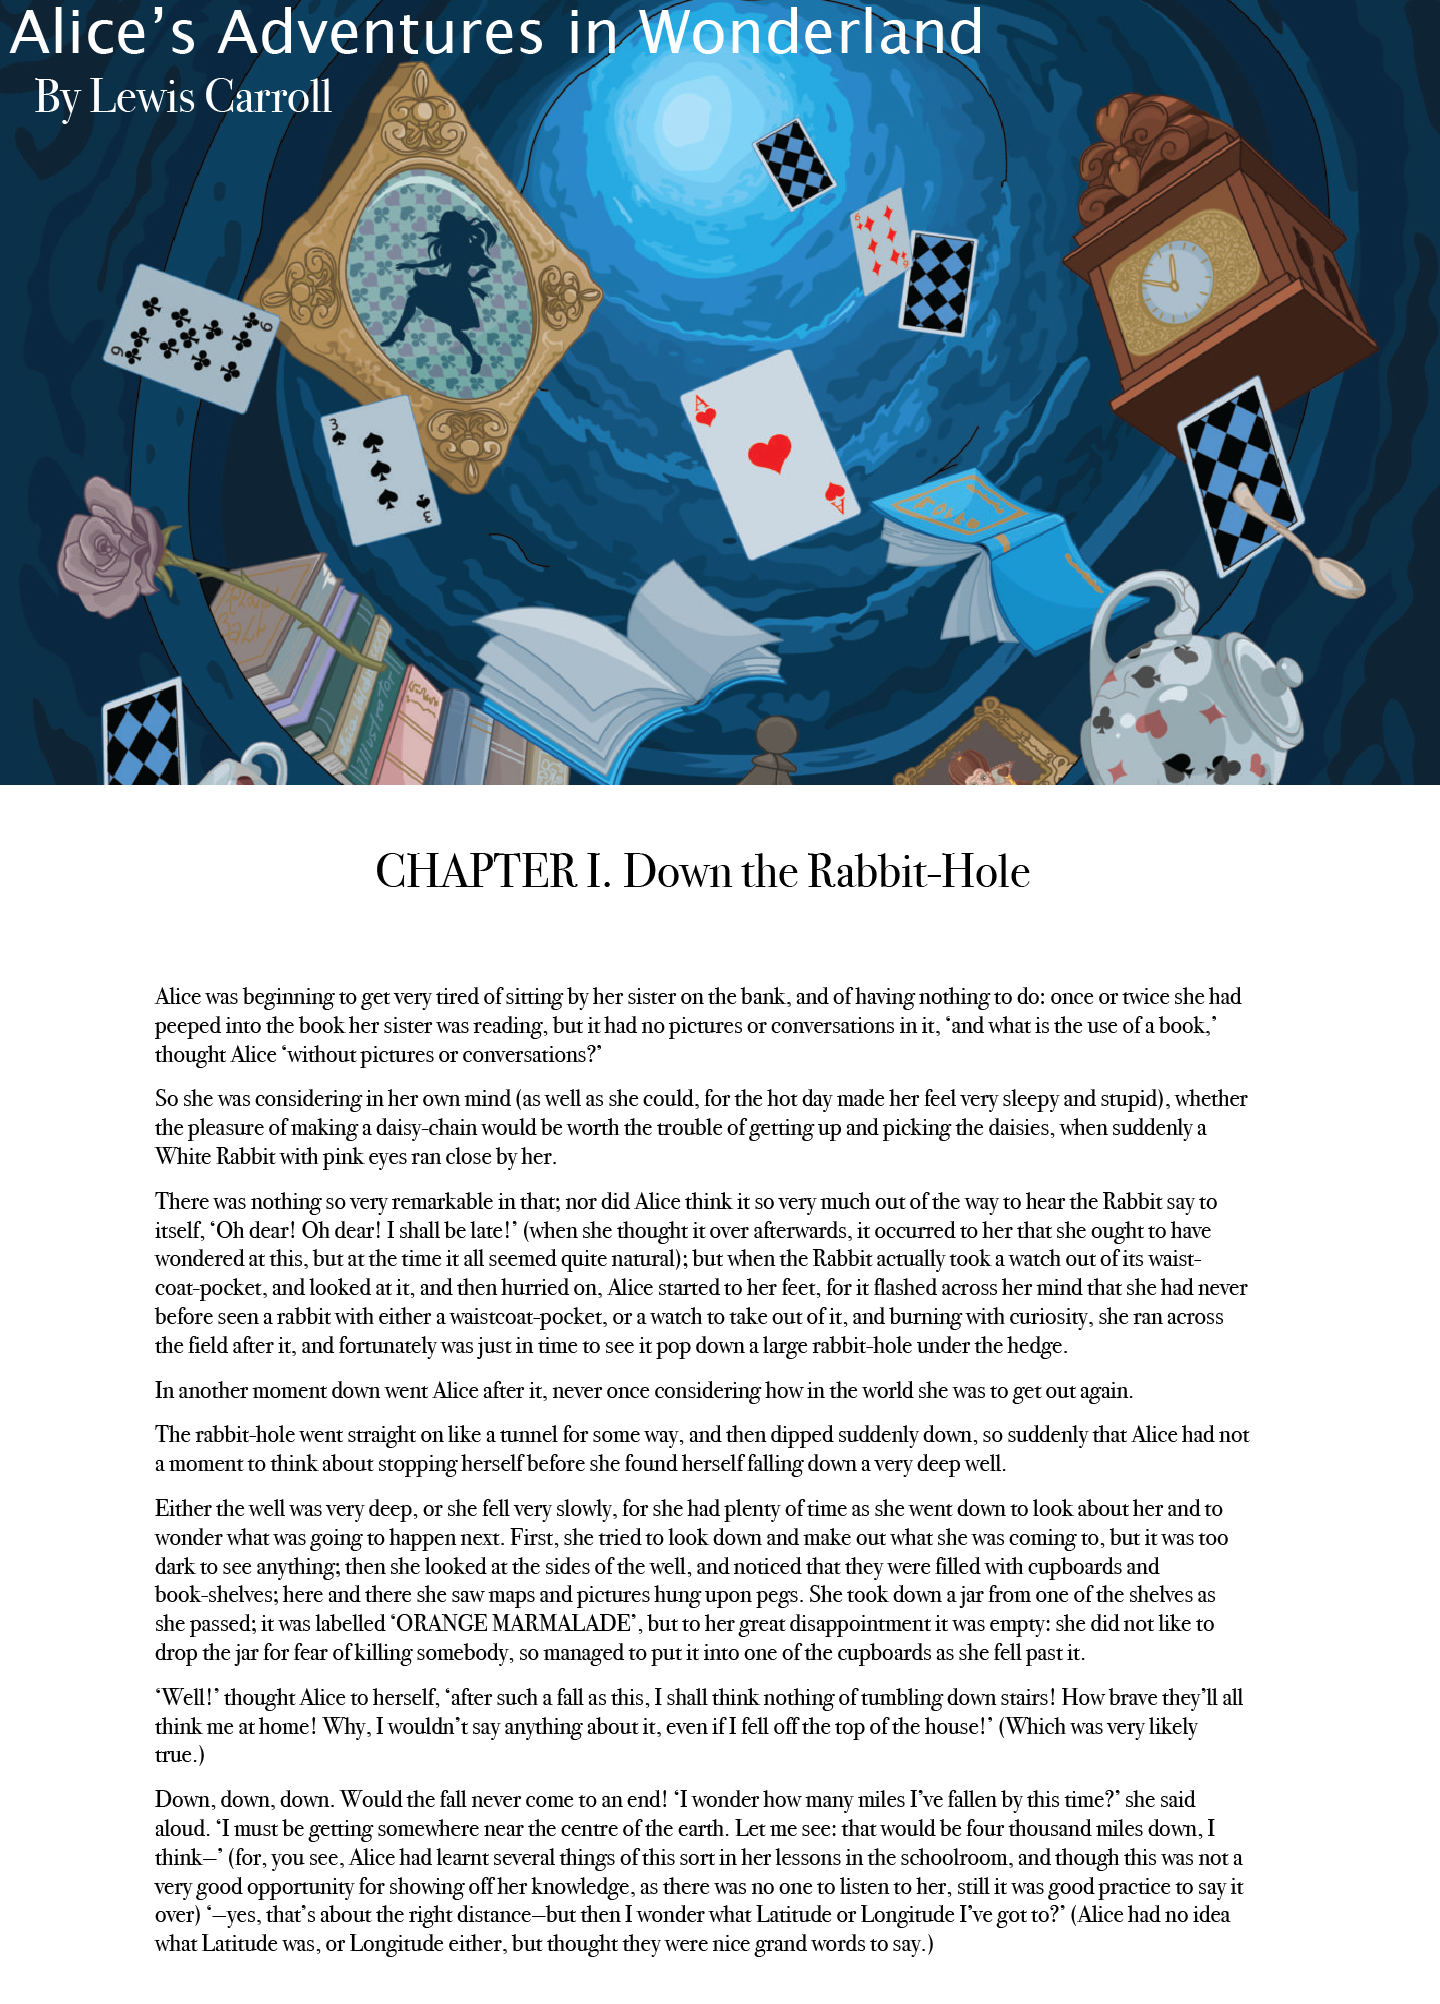 Alice’s Adventures in Wonderland
By Lewis Carroll
6
6
9
9
3
3
A
A
CHAPTER I. Down the Rabbit-Hole
Alice was beginning to get very tired of sitting by her sister on the bank, and of having nothing to do: once or twice she had
peeped into the book her sister was reading, but it had no pictures or conversations in it, ‘and what is the use of a book,’
thought Alice ‘without pictures or conversations?’
So she was considering in her own mind (as well as she could, for the hot day made her feel very sleepy and stupid), whether
the pleasure of making a daisy-chain would be worth the trouble of getting up and picking the daisies, when suddenly a
White Rabbit with pink eyes ran close by her.
There was nothing so very remarkable in that; nor did Alice think it so very much out of the way to hear the Rabbit say to
itself, ‘Oh dear! Oh dear! I shall be late!’ (when she thought it over afterwards, it occurred to her that she ought to have
wondered at this, but at the time it all seemed quite natural); but when the Rabbit actually took a watch out of its waist-
coat-pocket, and looked at it, and then hurried on, Alice started to her feet, for it flashed across her mind that she had never
before seen a rabbit with either a waistcoat-pocket, or a watch to take out of it, and burning with curiosity, she ran across
the field after it, and fortunately was just in time to see it pop down a large rabbit-hole under the hedge.
In another moment down went Alice after it, never once considering how in the world she was to get out again.
The rabbit-hole went straight on like a tunnel for some way, and then dipped suddenly down, so suddenly that Alice had not
a moment to think about stopping herself before she found herself falling down a very deep well.
Either the well was very deep, or she fell very slowly, for she had plenty of time as she went down to look about her and to
wonder what was going to happen next. First, she tried to look down and make out what she was coming to, but it was too
dark to see anything; then she looked at the sides of the well, and noticed that they were filled with cupboards and
book-shelves; here and there she saw maps and pictures hung upon pegs. She took down a jar from one of the shelves as
she passed; it was labelled ‘ORANGE MARMALADE’, but to her great disappointment it was empty: she did not like to
drop the jar for fear of killing somebody, so managed to put it into one of the cupboards as she fell past it.
‘Well!’ thought Alice to herself, ‘after such a fall as this, I shall think nothing of tumbling down stairs! How brave they’ll all
think me at home! Why, I wouldn’t say anything about it, even if I fell off the top of the house!’ (Which was very likely
true.)
Down, down, down. Would the fall never come to an end! ‘I wonder how many miles I’ve fallen by this time?’ she said
aloud. ‘I must be getting somewhere near the centre of the earth. Let me see: that would be four thousand miles down, I
think—’ (for, you see, Alice had learnt several things of this sort in her lessons in the schoolroom, and though this was not a
very good opportunity for showing off her knowledge, as there was no one to listen to her, still it was good practice to say it
over) ‘—yes, that’s about the right distance—but then I wonder what Latitude or Longitude I’ve got to?’ (Alice had no idea
what Latitude was, or Longitude either, but thought they were nice grand words to say.)